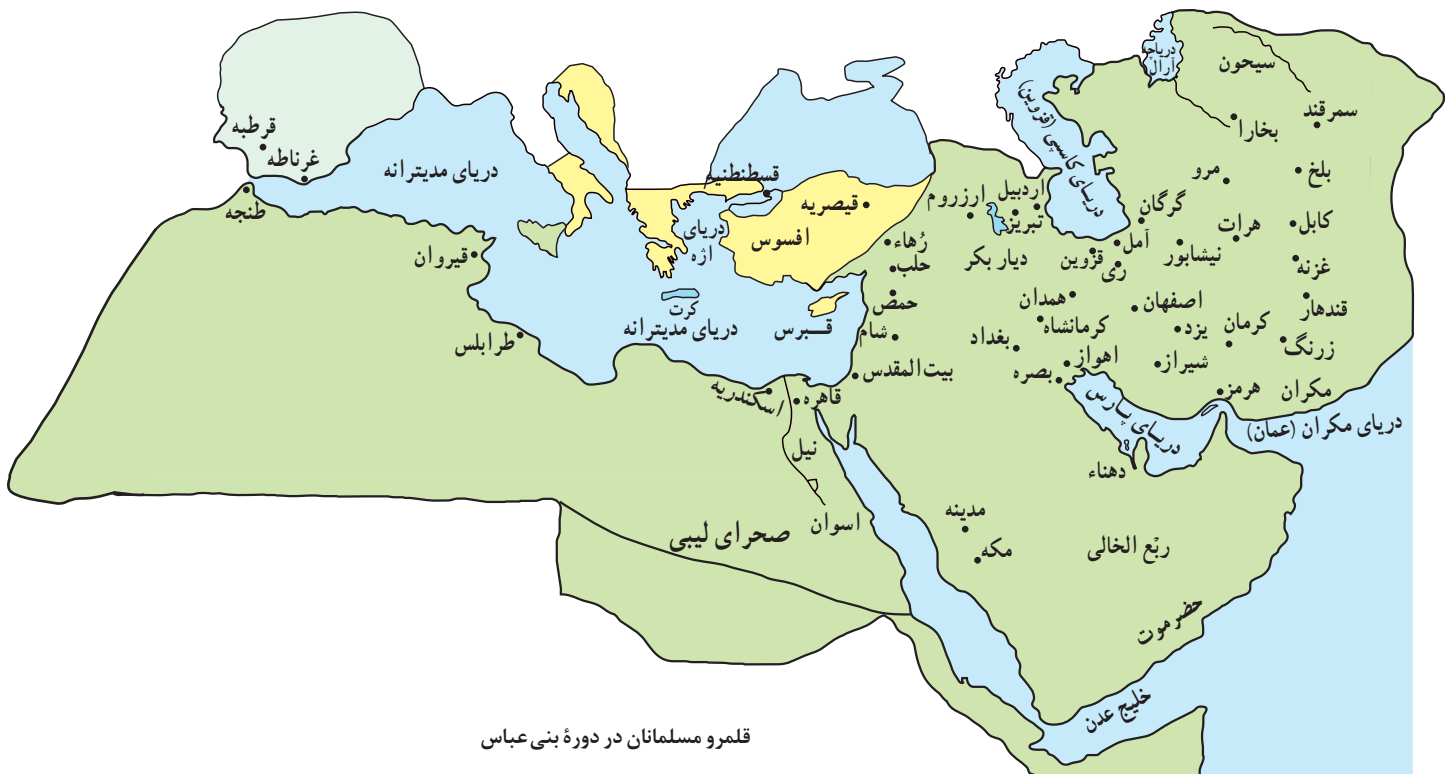 دریاچه
آرال
سیحون
سمرقند
بخارا
دریای کاسپی (قزوین)
قرطبه
غرناطه
دریای مدیترانه
طنجه
قسطنطنیه
قیصریه
ارزروم
اردبیل
تبریز
گرگان
مرو
بلخ
افسوس
دریای
اژه
رُهاء
حلب
دیار بکر
قزوین
آمل
ری
نیشابور
هرات
کابل
غزنه
قیروان
کرت
دریای مدیترانه
قبرس
حمص
شام
همدان
کرمانشاه
بغداد
اصفهان
یزد
کرمان
قندهار
زرنگ
طرابلس
بیت‌المقدس
بصره
اهواز
شیراز
هرمز
مکران
اسکندریه
قاهره
دریای پارس
دریای مکران (عمان)
نیل
دهناء
اسوان
صحرای لیبی
مدینه
مکه
ربْع الخالی
حضرموت
خلیج عدن
قلمرو مسلمانان در دورهٔ بنی عباس